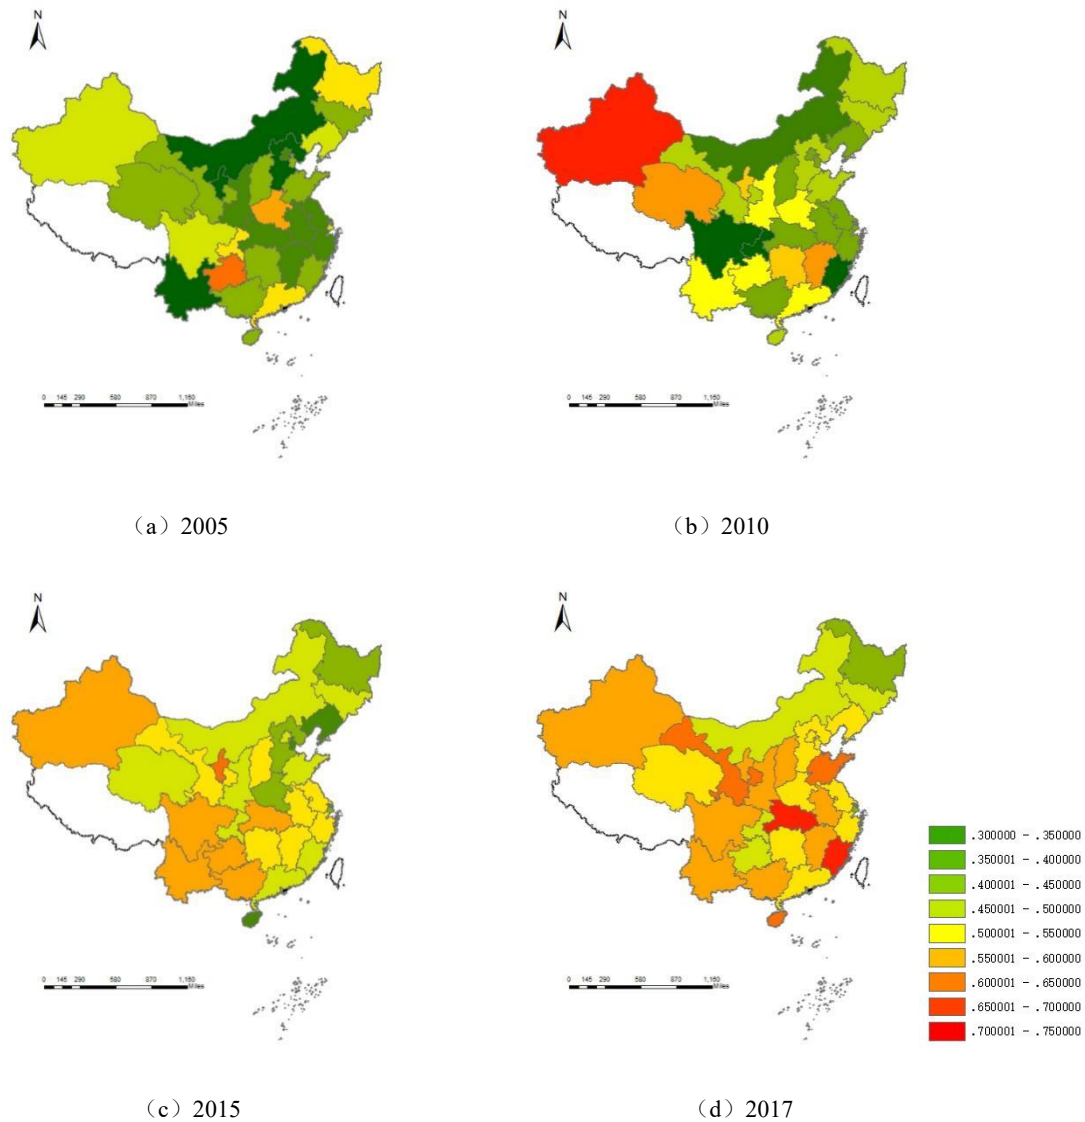 N
N
0 145 290 580 870 1,160
Miles
0 145 290 580 870 1,160
Miles
（a）2005
（b）2010
N
N
.300000 - .350000
.350001 - .400000
.400001 - .450000
.450001 - .500000
.500001 - .550000
.550001 - .600000
.600001 - .650000
.650001 - .700000
.700001 - .750000
0 145 290 580 870 1,160
Miles
0 145 290 580 870 1,160
Miles
（c）2015
（d）2017